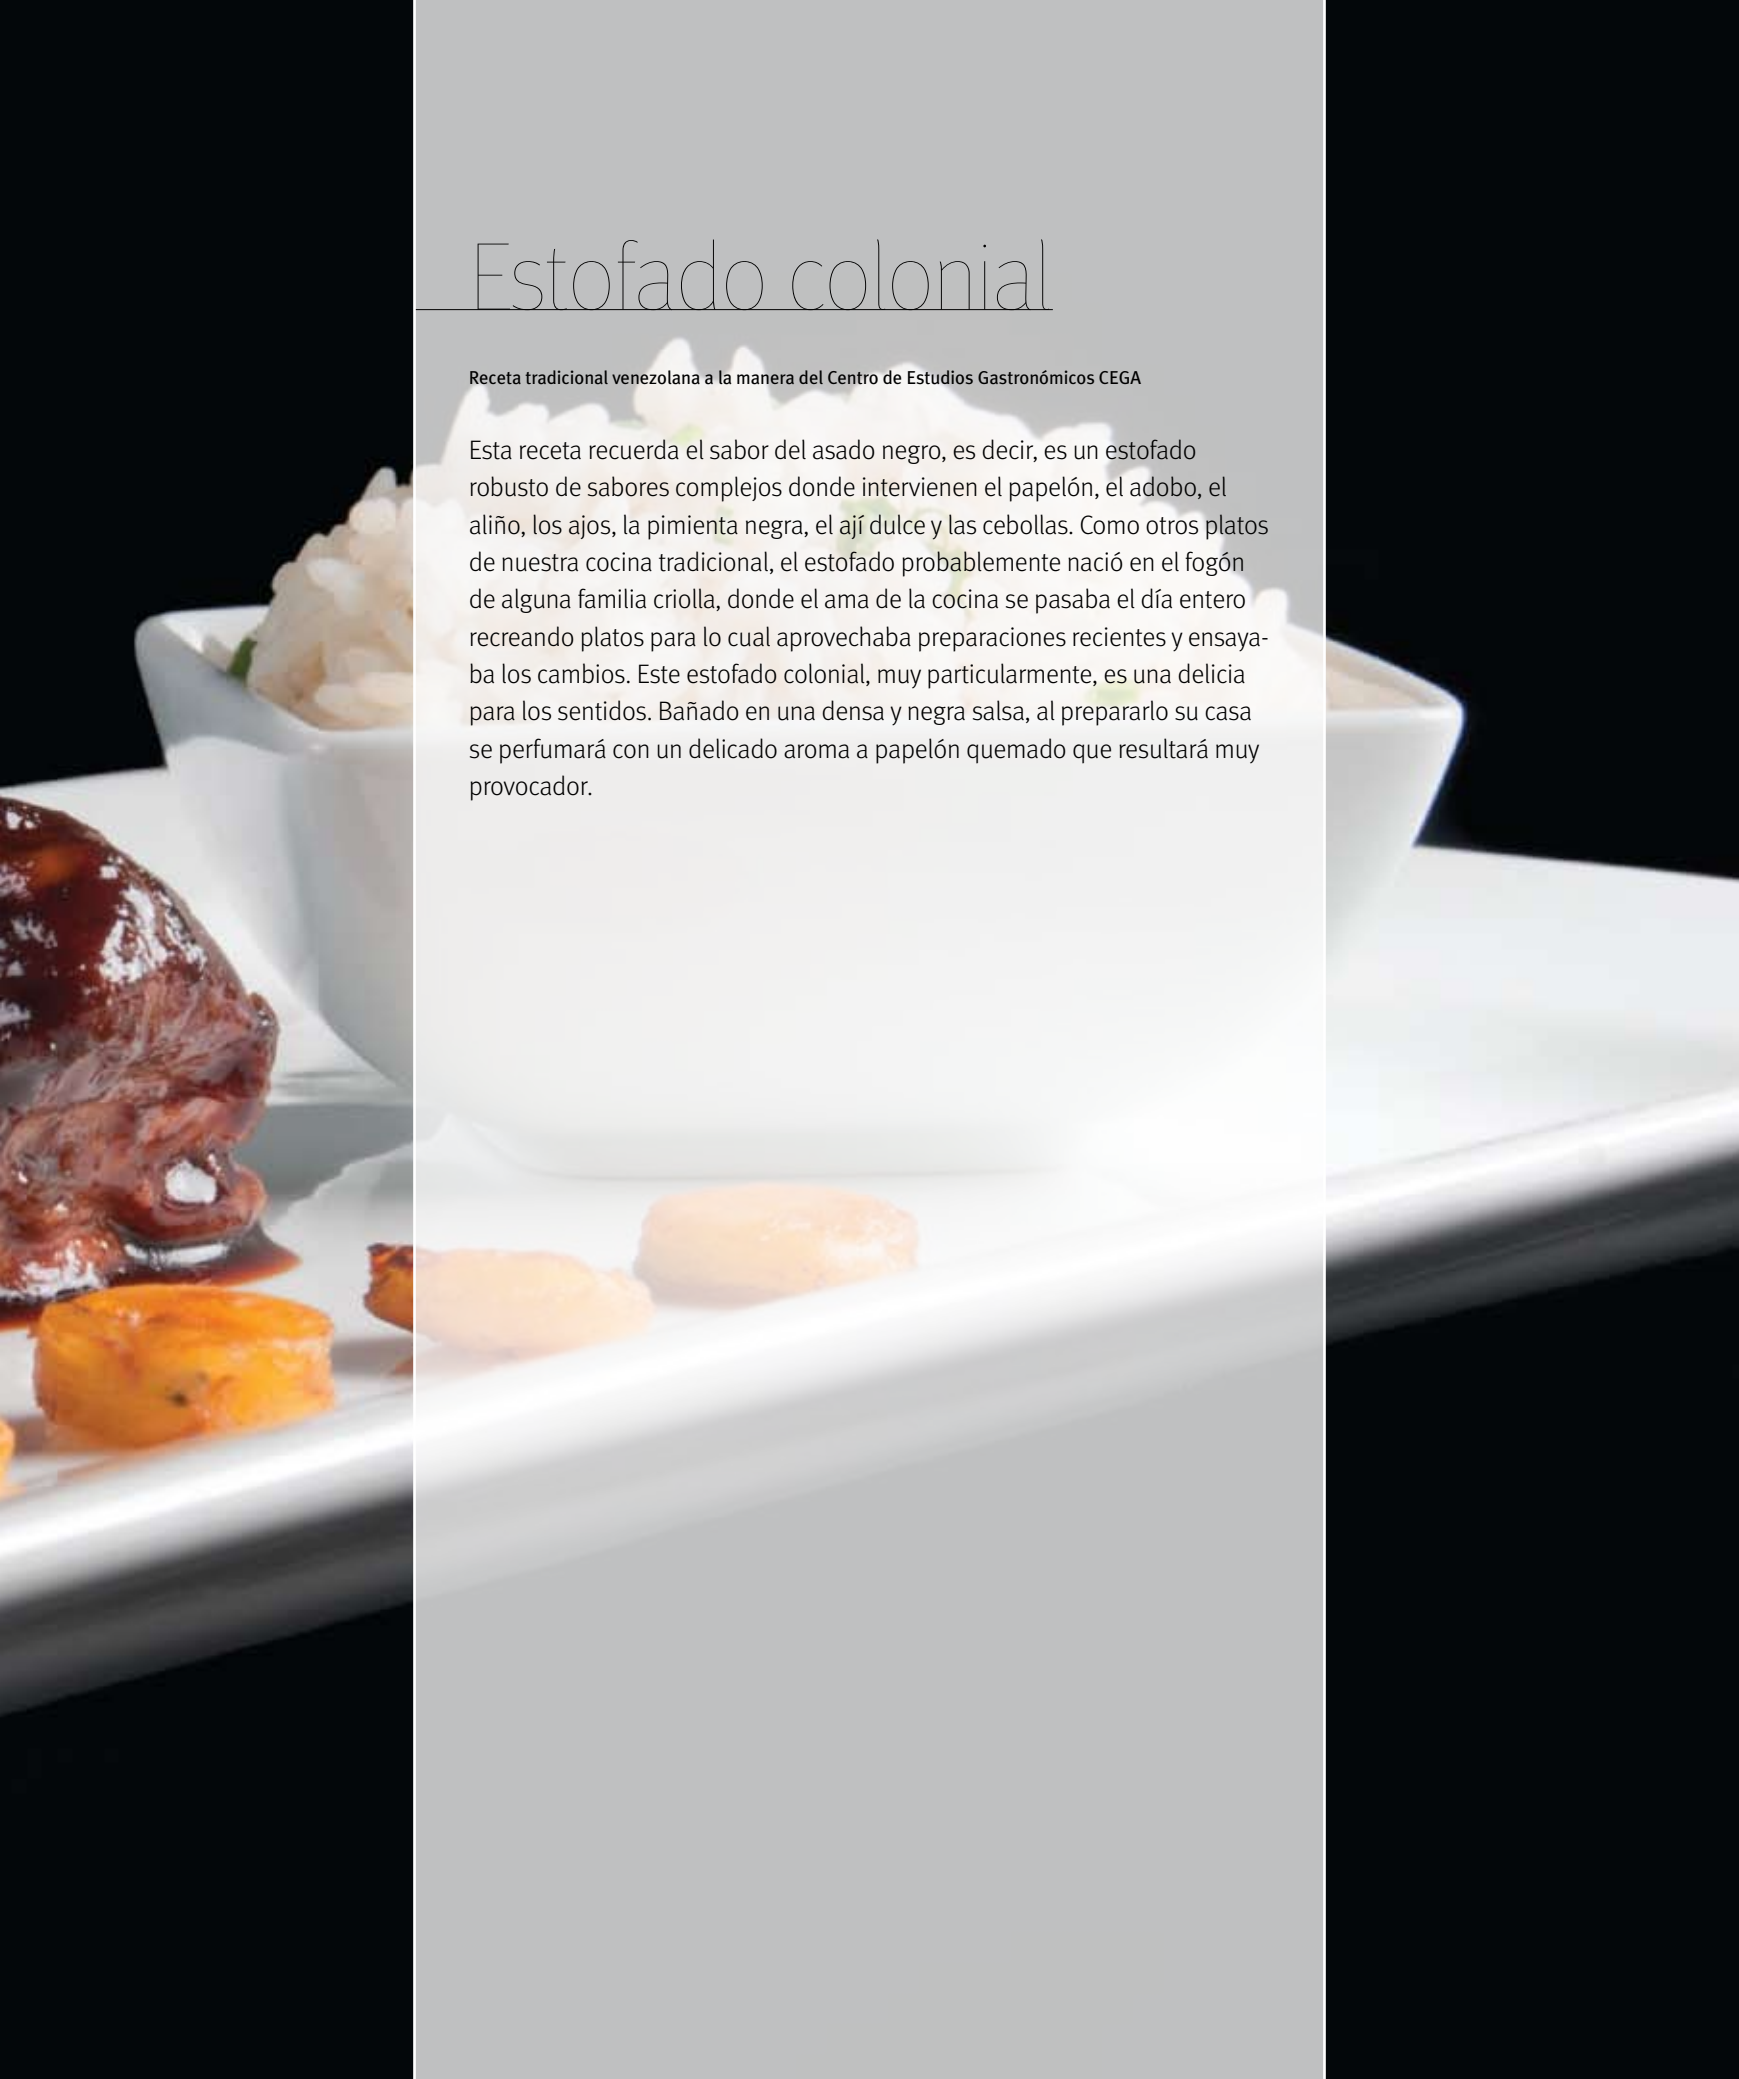 Estofado colonial
Receta tradicional venezolana a la manera del Centro de Estudios Gastronómicos CEGA
Esta receta recuerda el sabor del asado negro, es decir, es un estofado
robusto de sabores complejos donde intervienen el papelón, el adobo, el
aliño, los ajos, la pimienta negra, el ají dulce y las cebollas. Como otros platos
de nuestra cocina tradicional, el estofado probablemente nació en el fogón
de alguna familia criolla, donde el ama de la cocina se pasaba el día entero
recreando platos para lo cual aprovechaba preparaciones recientes y ensaya-
ba los cambios. Este estofado colonial, muy particularmente, es una delicia
para los sentidos. Bañado en una densa y negra salsa, al prepararlo su casa
se perfumará con un delicado aroma a papelón quemado que resultará muy
provocador.